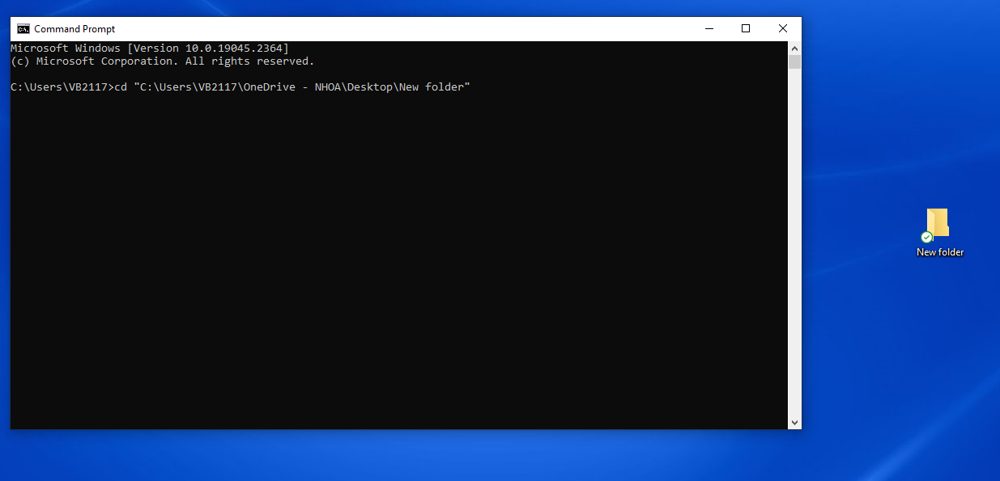 Command Prompt
Microsoft Windows [Version 10.0.19045.2364]
(c) Microsoft Corporation. All rights reserved.
C:\Users\VB2117>cd "C:\Users\VB2117\OneDrive - NHOA\Desktop\New folder"
New folder